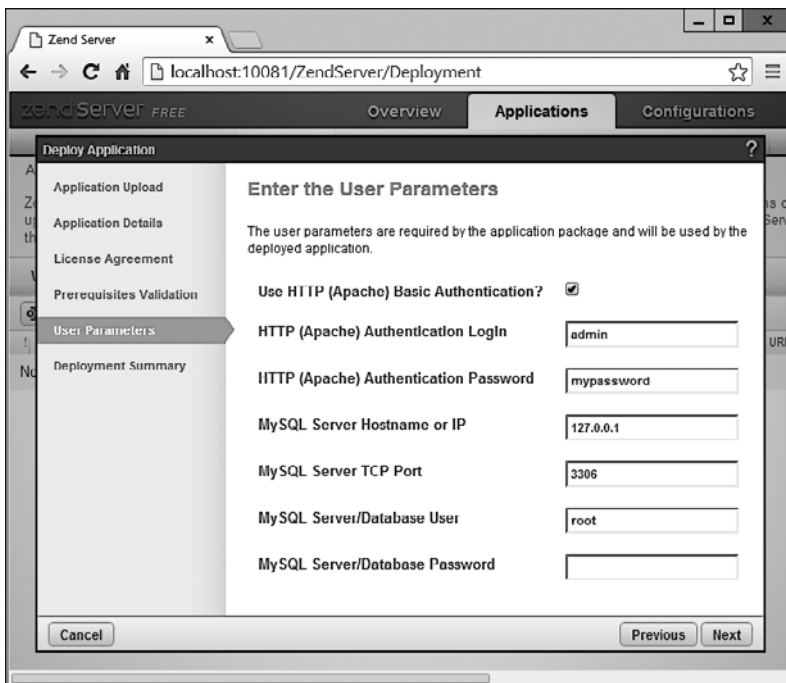 Zend Server x
localhost:10081/ZendServer/Deployment
zendServer FREE Overview Applications Configurations
Deploy Application ?
Application Upload
Application Details
License Agreement
Prerequisites Validation
User Parameters
Deployment Summary
Enter the User Parameters
The user parameters are required by the application package and will be used by the
deployed application.
Use HTTP (Apache) Basic Authentication?
HTTP (Apache) Authentication Login admin
HTTP (Apache) Authentication Password mypassword
MySQL Server Hostname or IP 127.0.0.1
MySQL Server TCP Port 3306
MySQL Server/Database User root
MySQL Server/Database Password
Cancel Previous Next